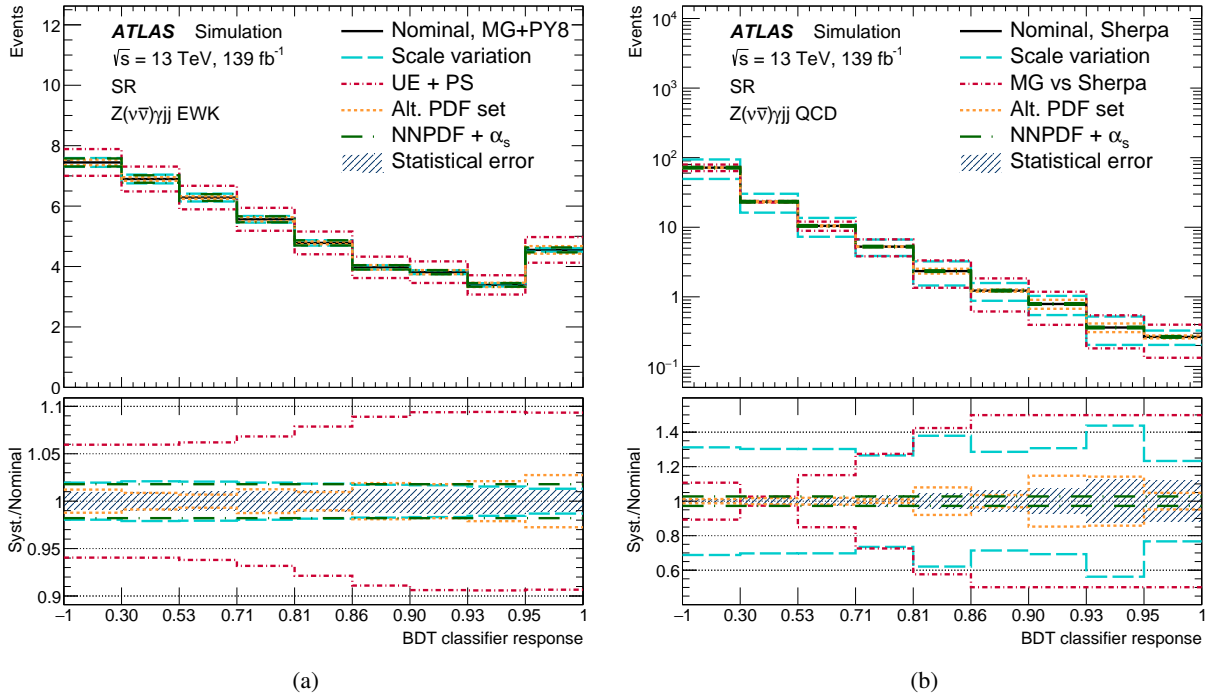 Events
12
10
8
6
4
2
0
ATLAS Simulation
√s = 13 TeV, 139 fb⁻¹
SR
Z(νν̄)γjj EWK
Nominal, MG+PY8
Scale variation
UE + PS
Alt. PDF set
NNPDF + αₛ
Statistical error
Syst./Nominal
1.1
1.05
1
0.95
0.9
−1 0.30 0.53 0.71 0.81 0.86 0.90 0.93 0.95 1
BDT classifier response
(a)
Events
10⁴
10³
10²
10
1
10⁻¹
ATLAS Simulation
√s = 13 TeV, 139 fb⁻¹
SR
Z(νν̄)γjj QCD
Nominal, Sherpa
Scale variation
MG vs Sherpa
Alt. PDF set
NNPDF + αₛ
Statistical error
Syst./Nominal
1.4
1.2
1.0
0.8
0.6
−1 0.30 0.53 0.71 0.81 0.86 0.90 0.93 0.95 1
BDT classifier response
(b)